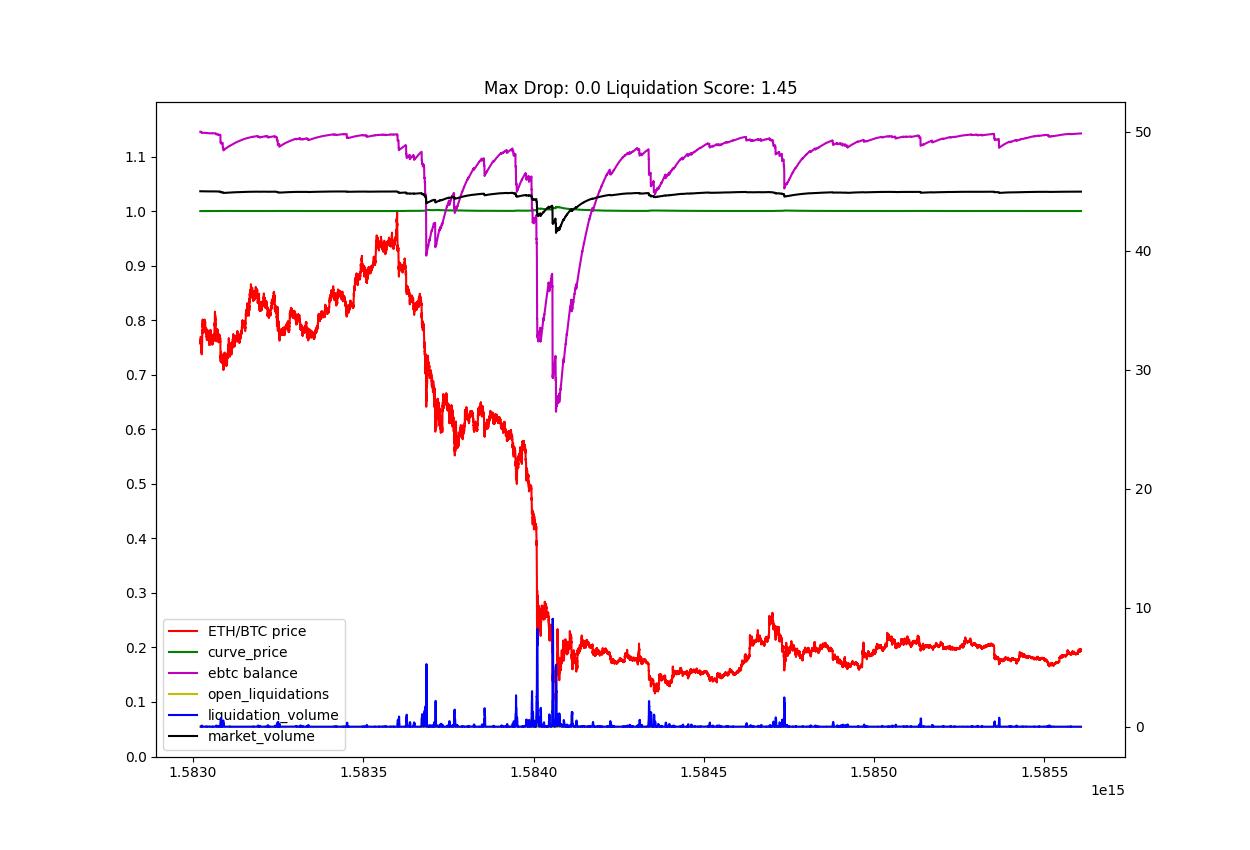 Max Drop: 0.0 Liquidation Score: 1.45
1.1
1.0
0.9
0.8
0.7
0.6
0.5
0.4
0.3
0.2
0.1
0.0
50
40
30
20
10
0
ETH/BTC price
curve_price
ebtc balance
open_liquidations
liquidation_volume
market_volume
1.5830 1.5835 1.5840 1.5845 1.5850 1.5855
1e15